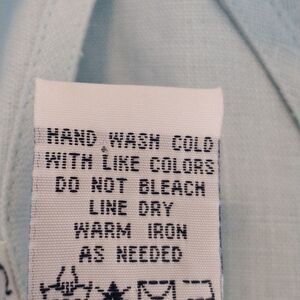 HAND WASH COLD
WITH LIKE COLORS
DO NOT BLEACH
LINE DRY
WARM IRON
AS NEEDED